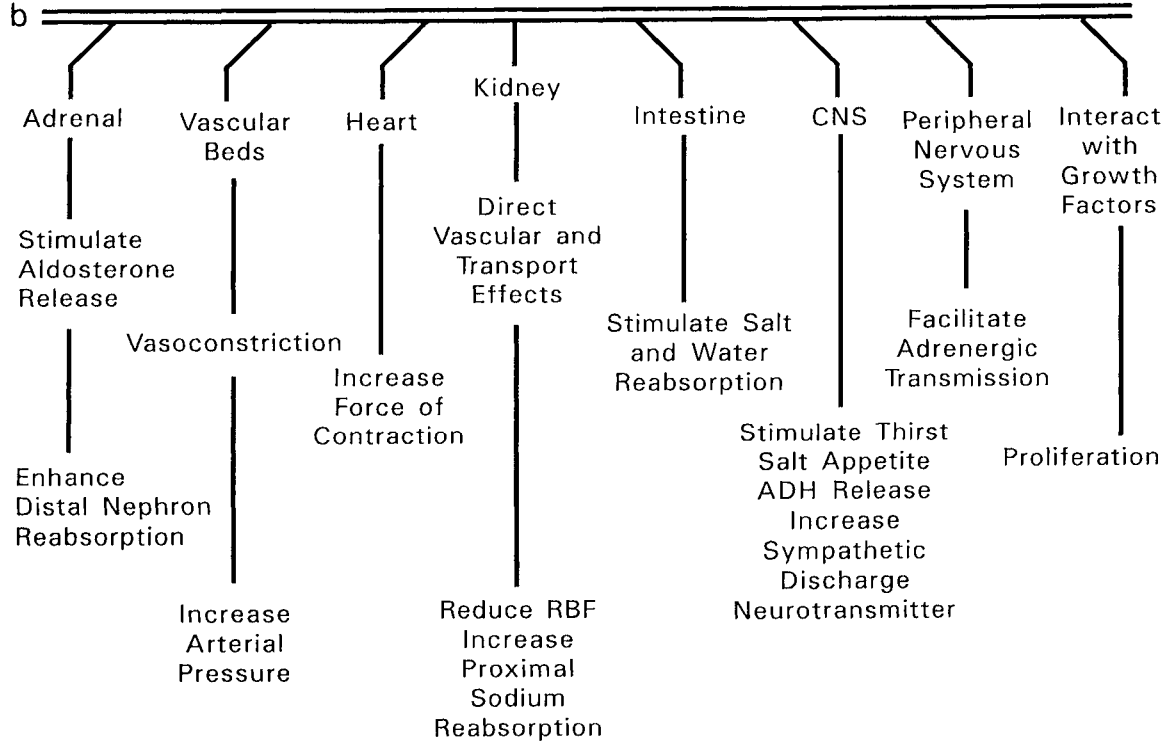 b
Adrenal
Stimulate
Aldosterone
Release
Enhance
Distal Nephron
Reabsorption
Vascular
Beds
Vasoconstriction
Increase
Arterial
Pressure
Heart
Increase
Force of
Contraction
Kidney
Direct
Vascular and
Transport
Effects
Reduce RBF
Increase
Proximal
Sodium
Reabsorption
Intestine
Stimulate Salt
and Water
Reabsorption
CNS
Stimulate Thirst
Salt Appetite
ADH Release
Increase
Sympathetic
Discharge
Neurotransmitter
Peripheral
Nervous
System
Facilitate
Adrenergic
Transmission
Interact
with
Growth
Factors
Proliferation